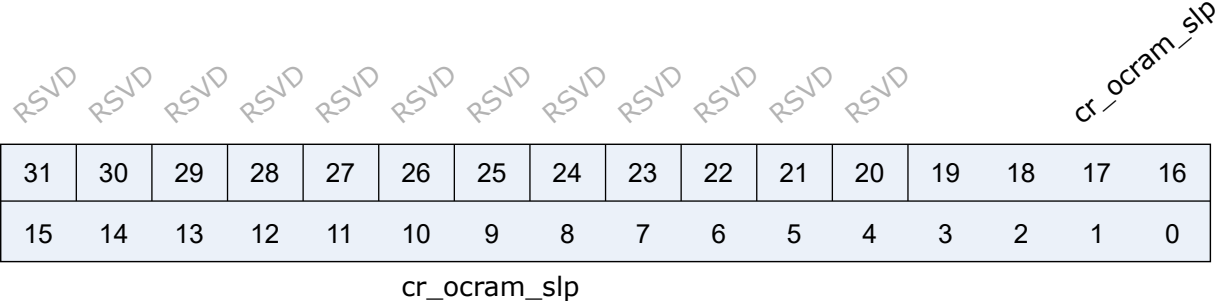 RSVD RSVD RSVD RSVD RSVD RSVD RSVD RSVD RSVD RSVD RSVD RSVD cr_ocram_slp
31 30 29 28 27 26 25 24 23 22 21 20 19 18 17 16
15 14 13 12 11 10 9 8 7 6 5 4 3 2 1 0
cr_ocram_slp